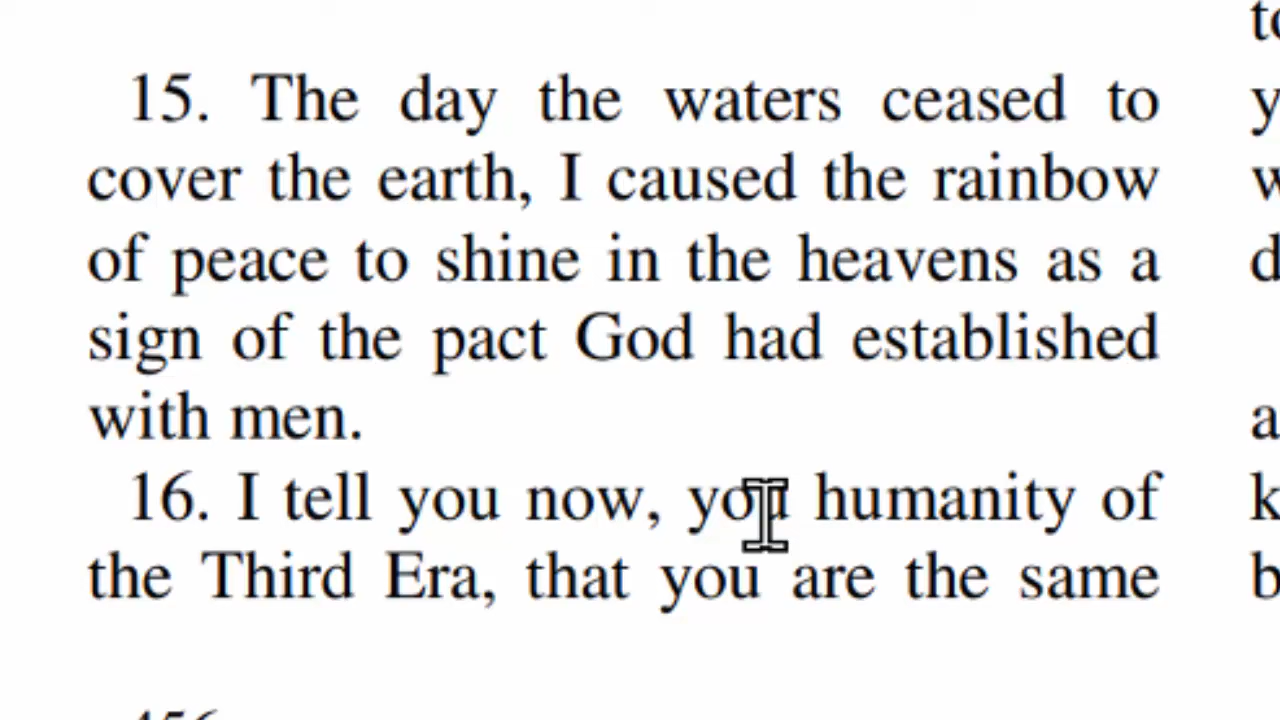 15. The day the waters ceased to
cover the earth, I caused the rainbow
of peace to shine in the heavens as a
sign of the pact God had established
with men.
16. I tell you now, you humanity of
the Third Era, that you are the same